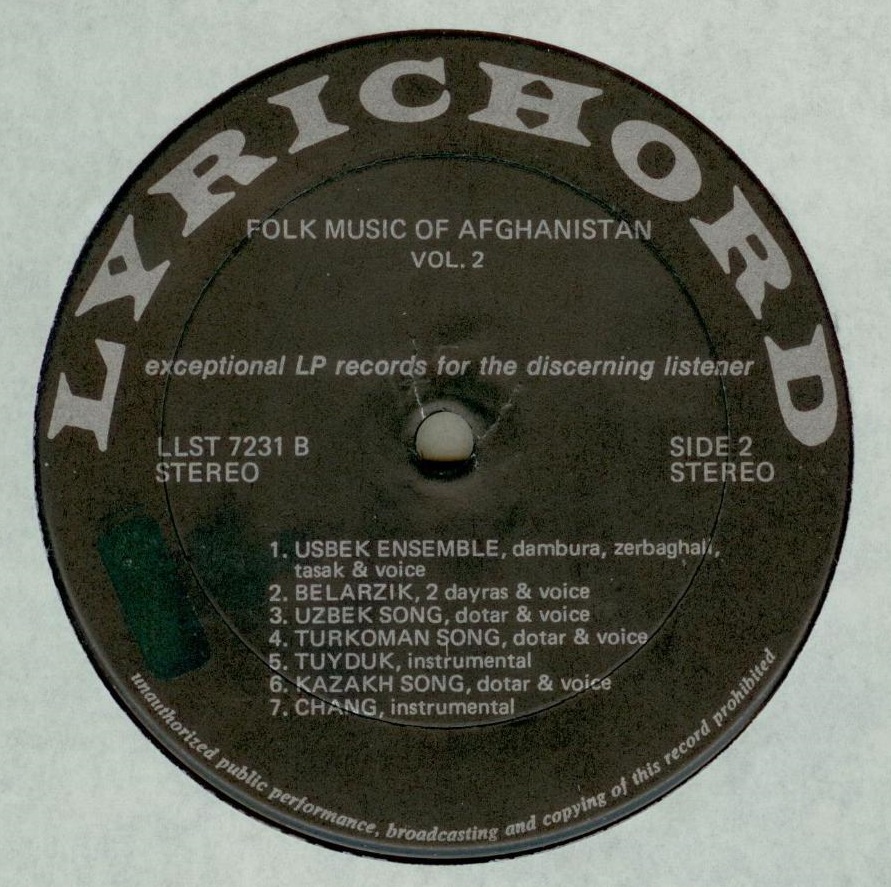 LYRICHORD
FOLK MUSIC OF AFGHANISTAN
VOL. 2
exceptional LP records for the discerning listener
LLST 7231 B
STEREO
SIDE 2
STEREO
1. USBEK ENSEMBLE, dambura, zerbaghali,
tasak & voice
2. BELARZIK, 2 dayras & voice
3. UZBEK SONG, dotar & voice
4. TURKOMAN SONG, dotar & voice
5. TUYDUK, instrumental
6. KAZAKH SONG, dotar & voice
7. CHANG, instrumental
unauthorized public performance, broadcasting and copying of this record prohibited